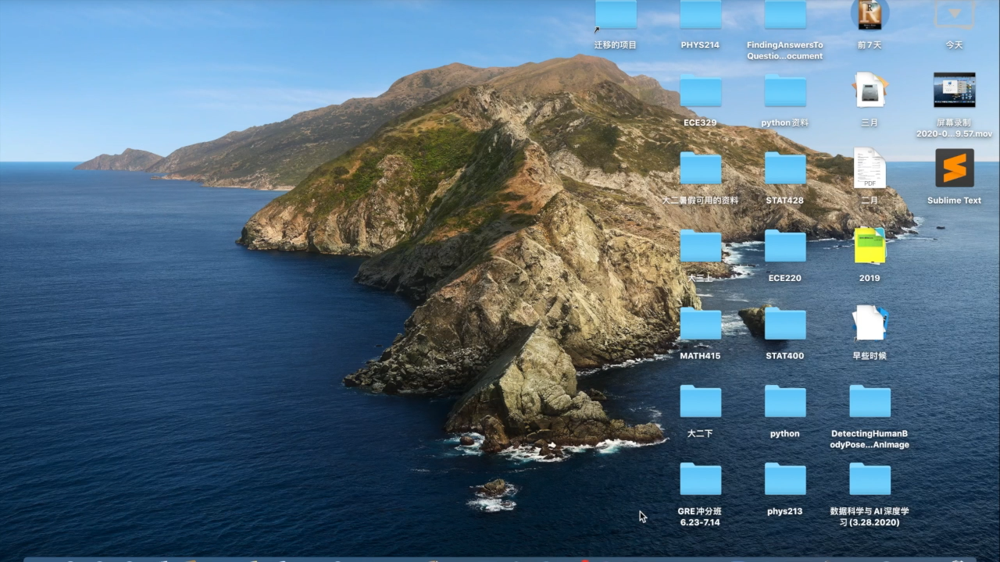 迁移的项目
PHYS214
FindingAnswersTo
Questio...ocument
前7天
今天
ECE329
python资料
三月
屏幕录制
2020-0...9.57.mov
大二暑假可用的资料
STAT428
PDF
二月
Sublime Text
大三上
ECE220
2019
MATH415
STAT400
早些时候
大二下
python
DetectingHumanB
odyPose...AnImage
GRE冲分班
6.23-7.14
phys213
数据科学与AI深度学
习(3.28.2020)